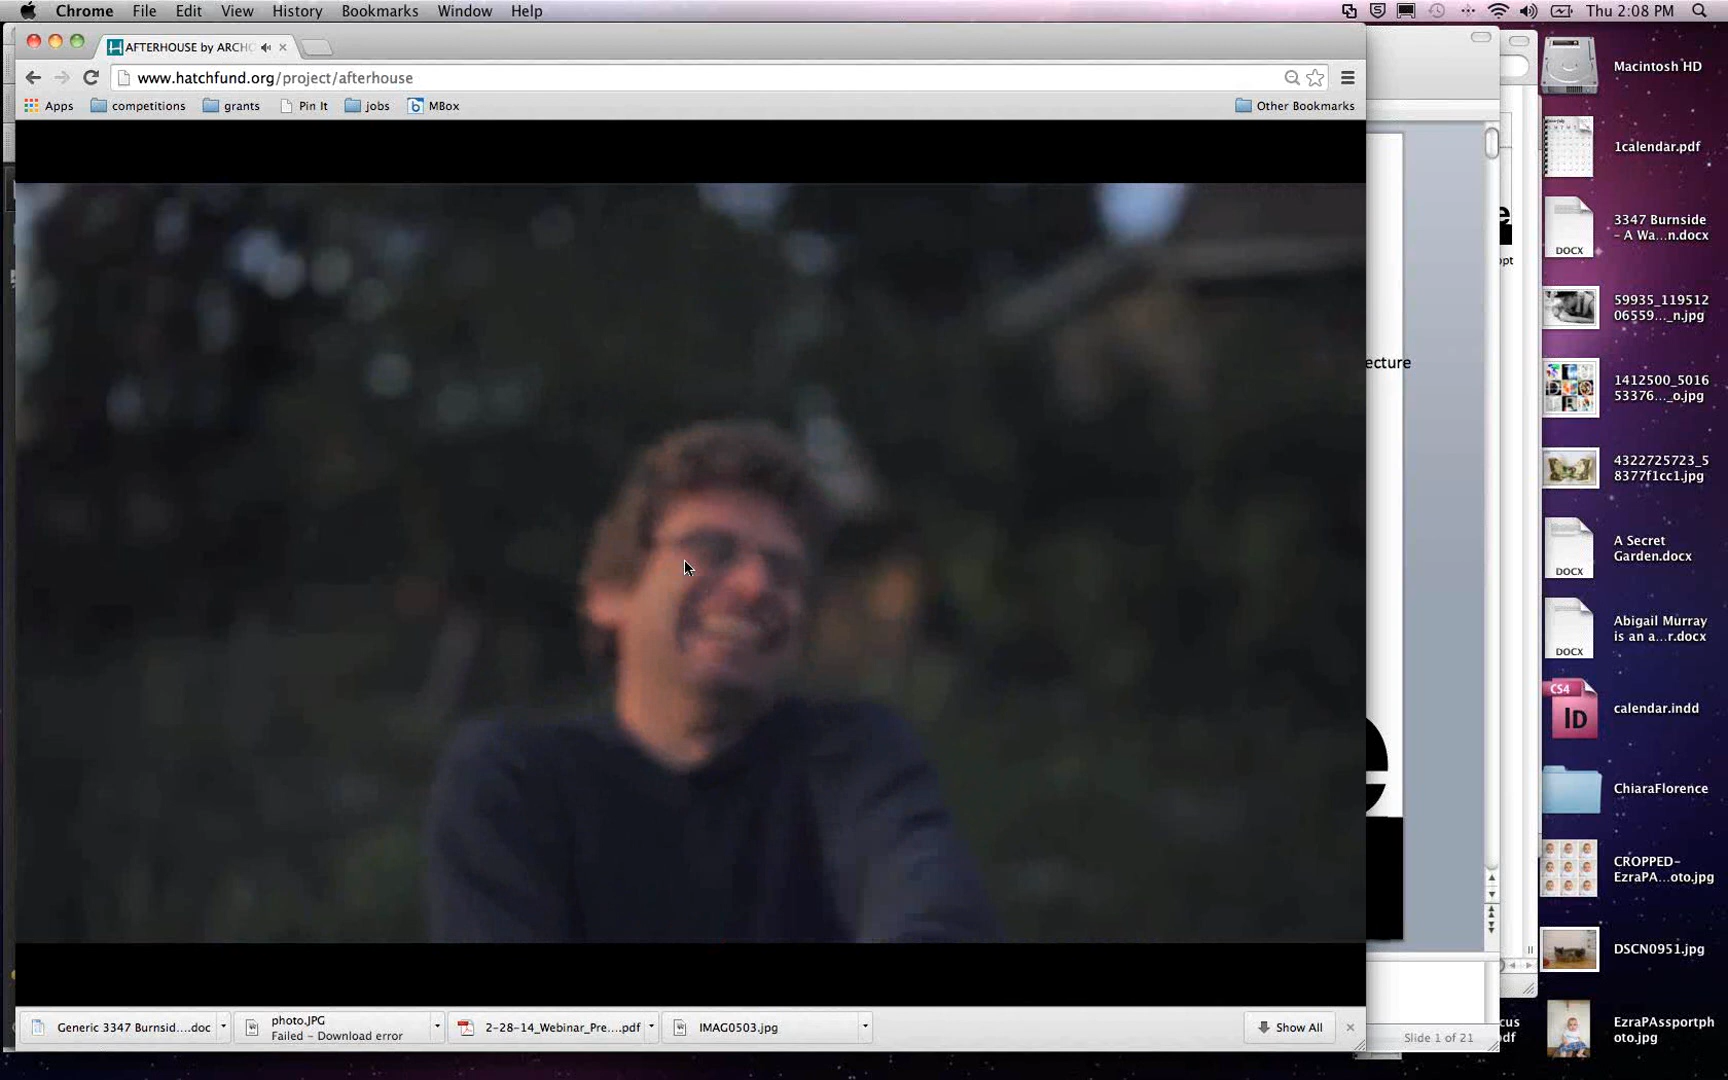 Chrome File Edit View History Bookmarks Window Help
Thu 2:08 PM
AFTERHOUSE by ARCH
www.hatchfund.org/project/afterhouse
Apps competitions grants Pin It jobs MBox Other Bookmarks
Macintosh HD
1calendar.pdf
3347 Burnside
– A Wa...n.docx
DOCX
e
opt
59935_119512
06559..._n.jpg
ecture
1412500_5016
53376..._o.jpg
4322725723_5
8377f1cc1.jpg
A Secret
Garden.docx
DOCX
Abigail Murray
is an a...r.docx
DOCX
CS4
Id
calendar.indd
e
ChiaraFlorence
CROPPED-
EzraPA...oto.jpg
DSCN0951.jpg
EzraPAssportph
oto.jpg
cus
df
Generic 3347 Burnsid....doc
photo.JPG
Failed – Download error
2-28-14_Webinar_Pre....pdf
IMAG0503.jpg
Show All
Slide 1 of 21